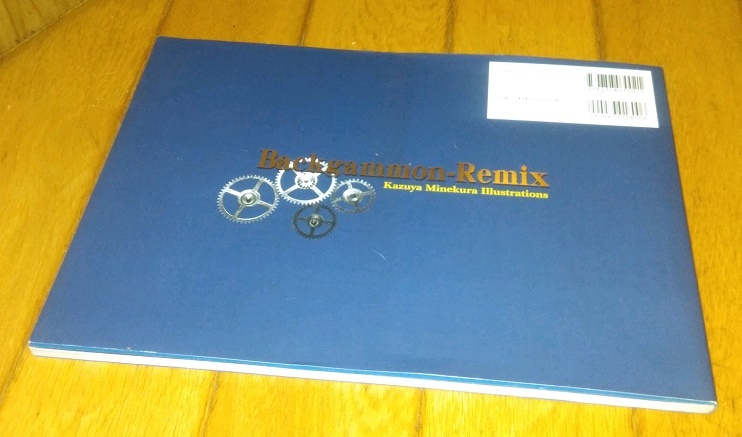 Backgammon-Remix
Kazuya Minekura Illustrations